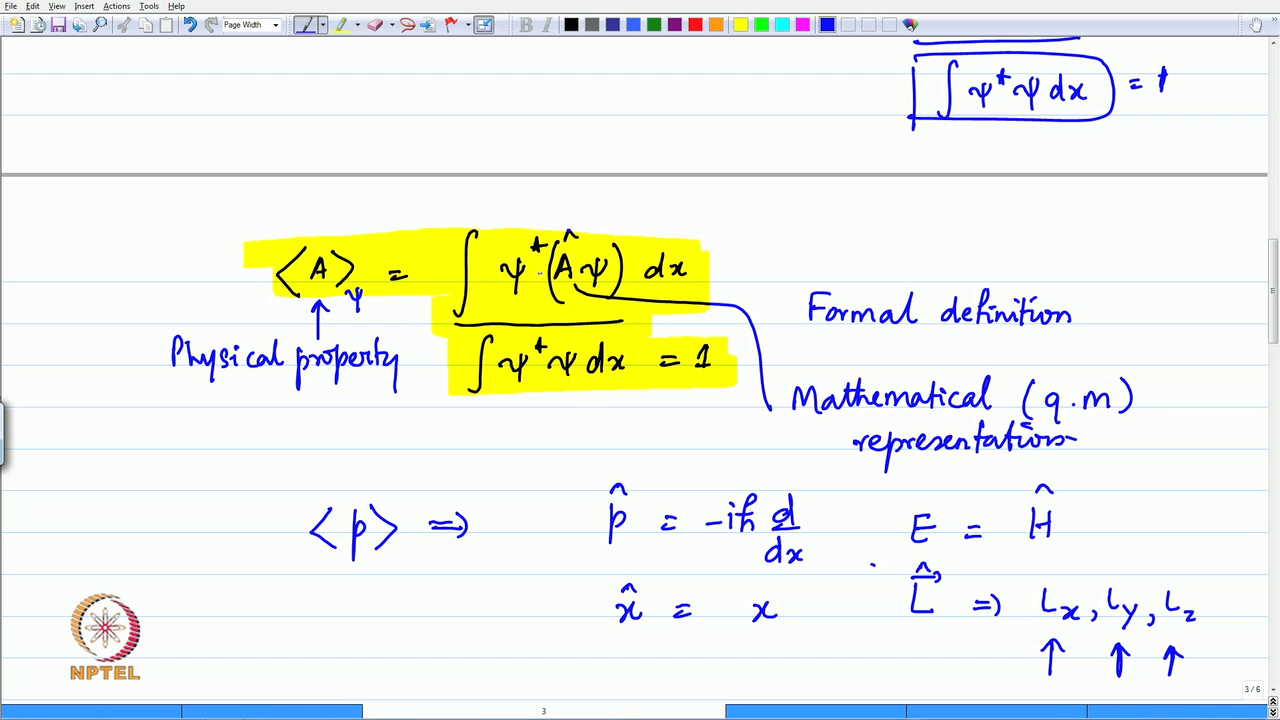 File Edit View Insert Actions Tools Help
Page Width
B I
∫ ψ* ψ dx = 1
⟨A⟩ψ = ∫ ψ* (Âψ) dx
∫ ψ* ψ dx = 1
Formal definition
Physical property
Mathematical (q.m)
representation
⟨p⟩ ⇒ p̂ = -iħ d/dx E = Ĥ
x̂ = x L̂⃗ ⇒ Lx, Ly, Lz
↑ ↑ ↑
NPTEL
3 / 6
3